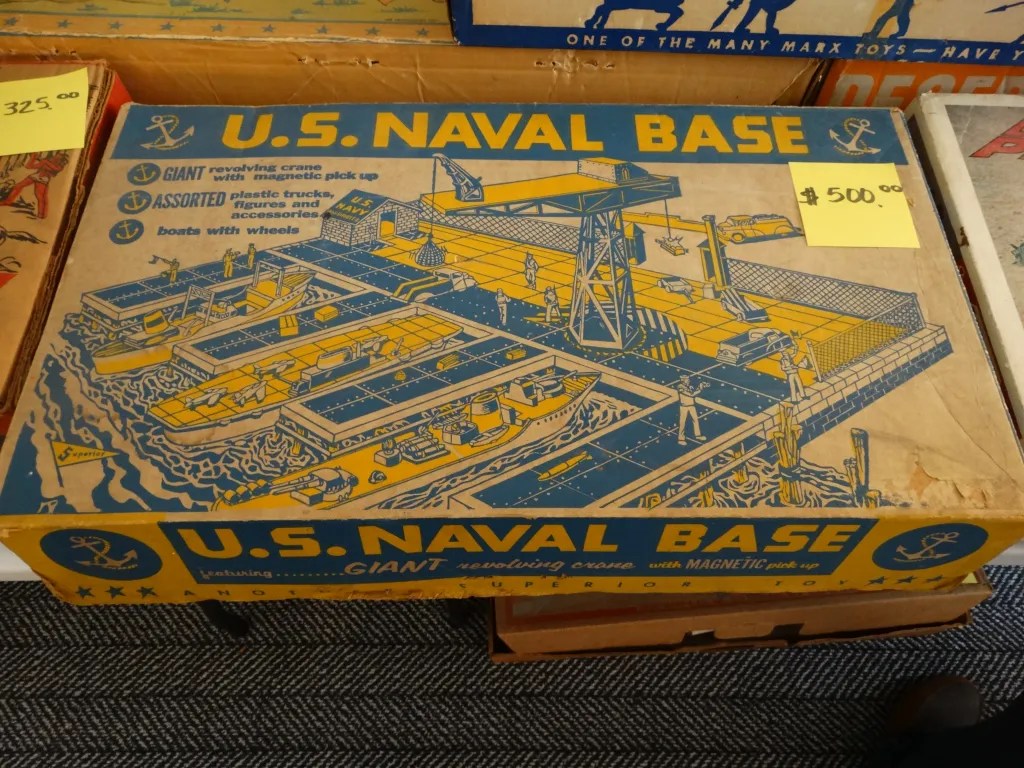 ONE OF THE MANY MARX TOYS — HAVE Y
325.00
U.S. NAVAL BASE
GIANT revolving crane
with magnetic pick up
ASSORTED plastic trucks,
figures and
accessories
boats with wheels
U.S.
NAVY
$500.00
Superior
U.S. NAVAL BASE
featuring ........ GIANT revolving crane with MAGNETIC pick up
SUPERIOR TOY